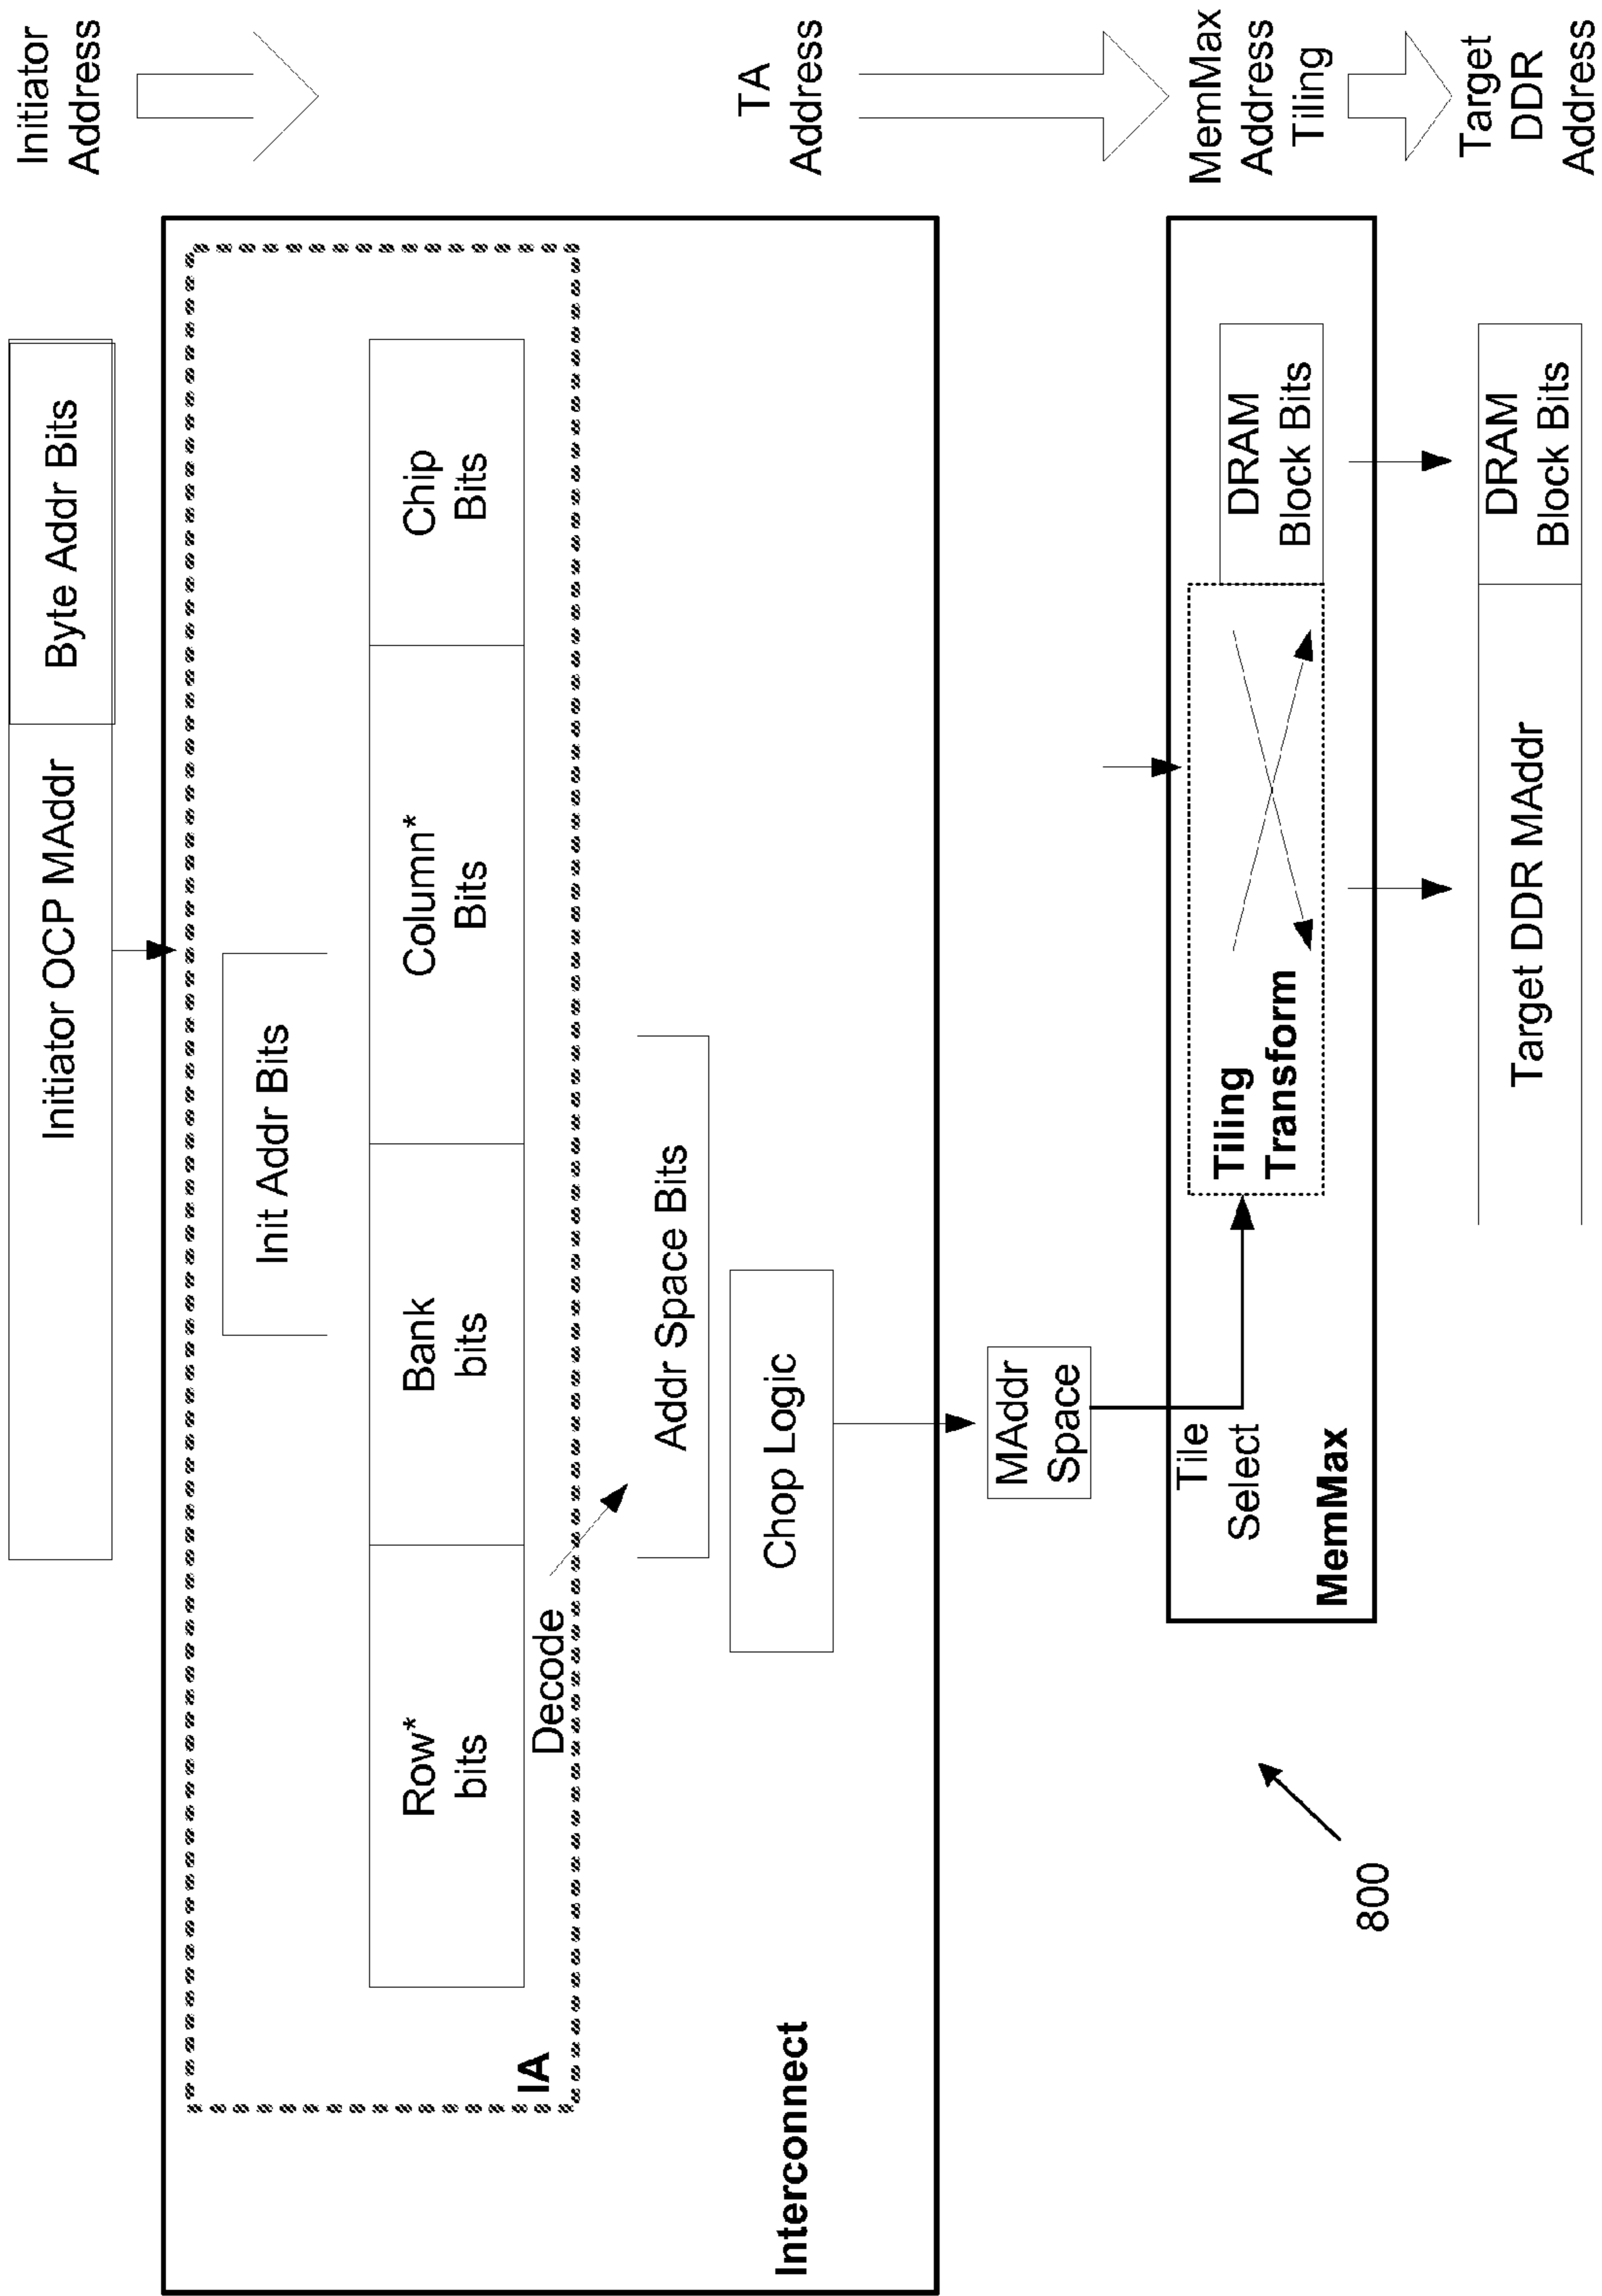 Initiator OCP MAddr
Byte Addr Bits
Initiator
Address
Init Addr Bits
Row*
bits
Bank
bits
Column*
Bits
Chip
Bits
IA
Decode
Addr Space Bits
Interconnect
Chop Logic
TA
Address
MAddr
Space
Tile
Select
MemMax
Tiling
Transform
DRAM
Block Bits
MemMax
Address
Tilling
Target DDR MAddr
DRAM
Block Bits
Target
DDR
Address
800